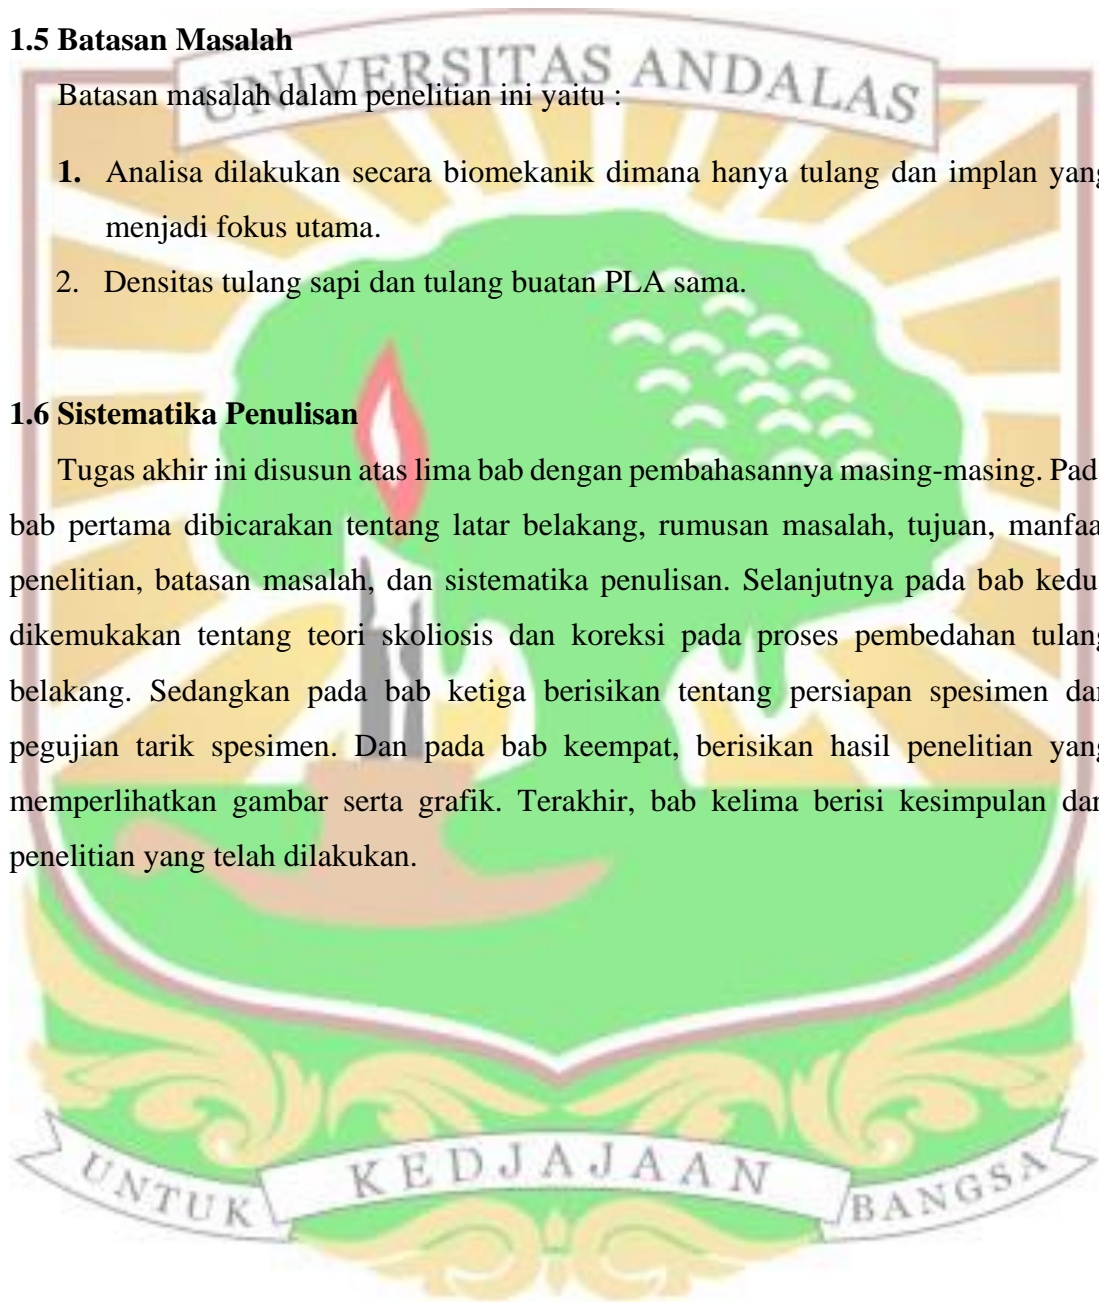 1.5 Batasan Masalah
UNIVERSITAS ANDALAS
Batasan masalah dalam penelitian ini yaitu :
1. Analisa dilakukan secara biomekanik dimana hanya tulang dan implan yang
menjadi fokus utama.
2. Densitas tulang sapi dan tulang buatan PLA sama.
1.6 Sistematika Penulisan
Tugas akhir ini disusun atas lima bab dengan pembahasannya masing-masing. Pad
bab pertama dibicarakan tentang latar belakang, rumusan masalah, tujuan, manfaa
penelitian, batasan masalah, dan sistematika penulisan. Selanjutnya pada bab kedu
dikemukakan tentang teori skoliosis dan koreksi pada proses pembedahan tulang
belakang. Sedangkan pada bab ketiga berisikan tentang persiapan spesimen dan
pegujian tarik spesimen. Dan pada bab keempat, berisikan hasil penelitian yang
memperlihatkan gambar serta grafik. Terakhir, bab kelima berisi kesimpulan dar
penelitian yang telah dilakukan.
UNTUK KEDJAJAAN BANGSA